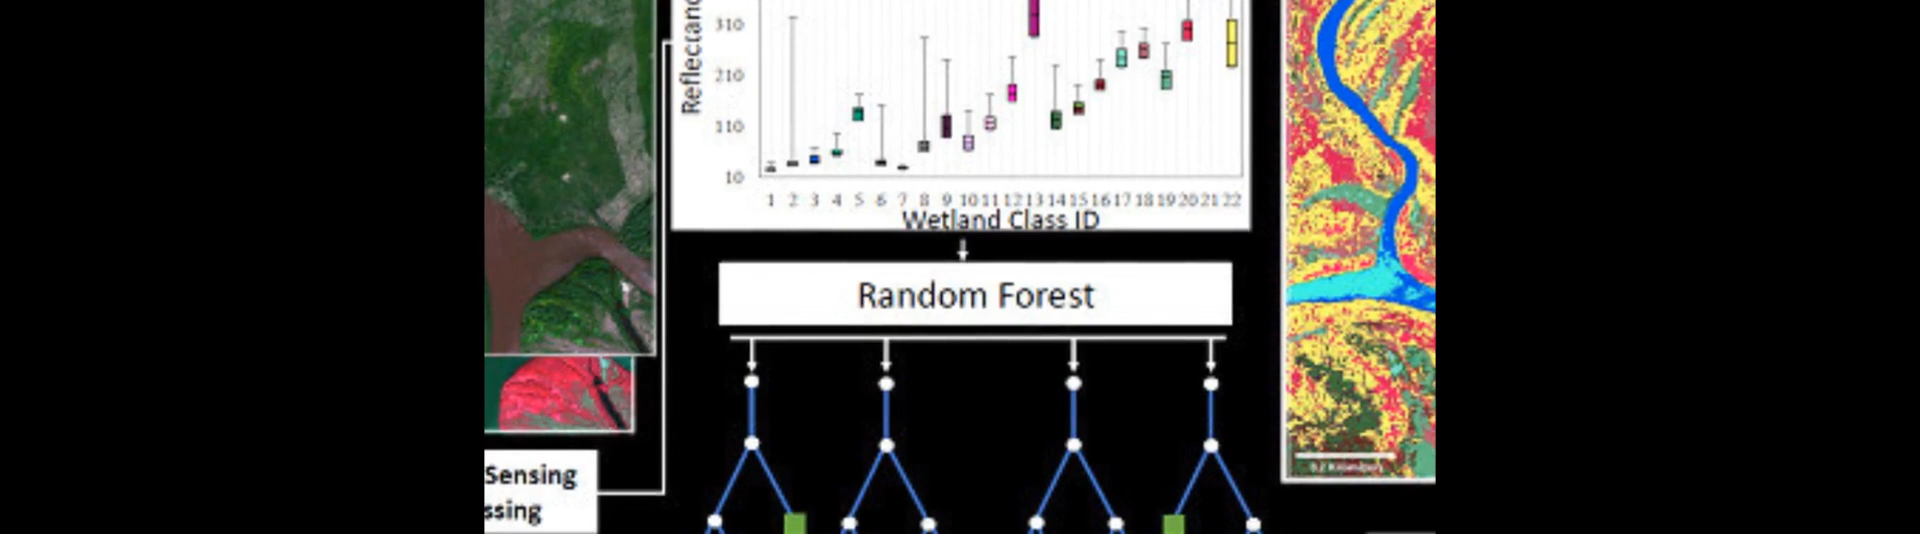 Reflectanc
310
210
110
10
1 2 3 4 5 6 7 8 9 10 11 12 13 14 15 16 17 18 19 20 21 22
Wetland Class ID
Random Forest
Sensing
ssing